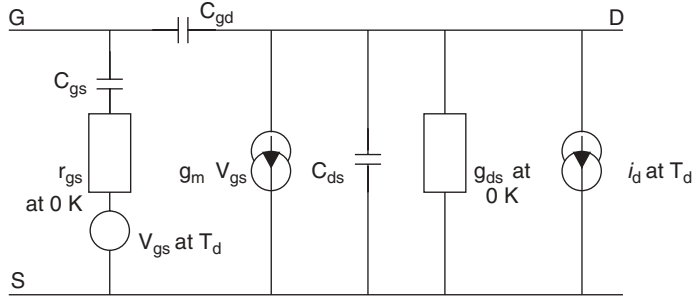 G
C_gd
D
C_gs
r_gs
at 0 K
V_gs at T_d
g_m V_gs
C_ds
g_ds at
0 K
i_d at T_d
S